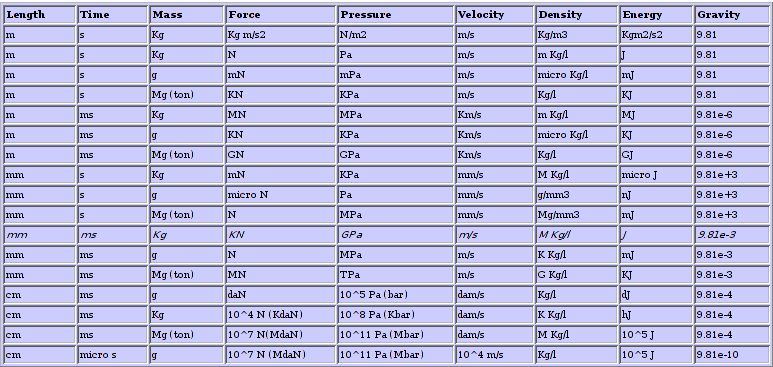 Length Time Mass Force Pressure Velocity Density Energy Gravity
m s Kg Kg m/s2 N/m2 m/s Kg/m3 Kgm2/s2 9.81
m s Kg N Pa m/s m Kg/l J 9.81
m s g mN mPa m/s micro Kg/l mJ 9.81
m s Mg (ton) KN KPa m/s Kg/l KJ 9.81
m ms Kg MN MPa Km/s m Kg/l MJ 9.81e-6
m ms g KN KPa Km/s micro Kg/l KJ 9.81e-6
m ms Mg (ton) GN GPa Km/s Kg/l GJ 9.81e-6
mm s Kg mN KPa mm/s M Kg/l micro J 9.81e+3
mm s g micro N Pa mm/s g/mm3 nJ 9.81e+3
mm s Mg (ton) N MPa mm/s Mg/mm3 mJ 9.81e+3
mm ms Kg KN GPa m/s M Kg/l J 9.81e-3
mm ms g N MPa m/s K Kg/l mJ 9.81e-3
mm ms Mg (ton) MN TPa m/s G Kg/l KJ 9.81e-3
cm ms g daN 10^5 Pa (bar) dam/s Kg/l dJ 9.81e-4
cm ms Kg 10^4 N (KdaN) 10^8 Pa (Kbar) dam/s K Kg/l hJ 9.81e-4
cm ms Mg (ton) 10^7 N(MdaN) 10^11 Pa (Mbar) dam/s M Kg/l 10^5 J 9.81e-4
cm micro s g 10^7 N (MdaN) 10^11 Pa (Mbar) 10^4 m/s Kg/l 10^5 J 9.81e-10